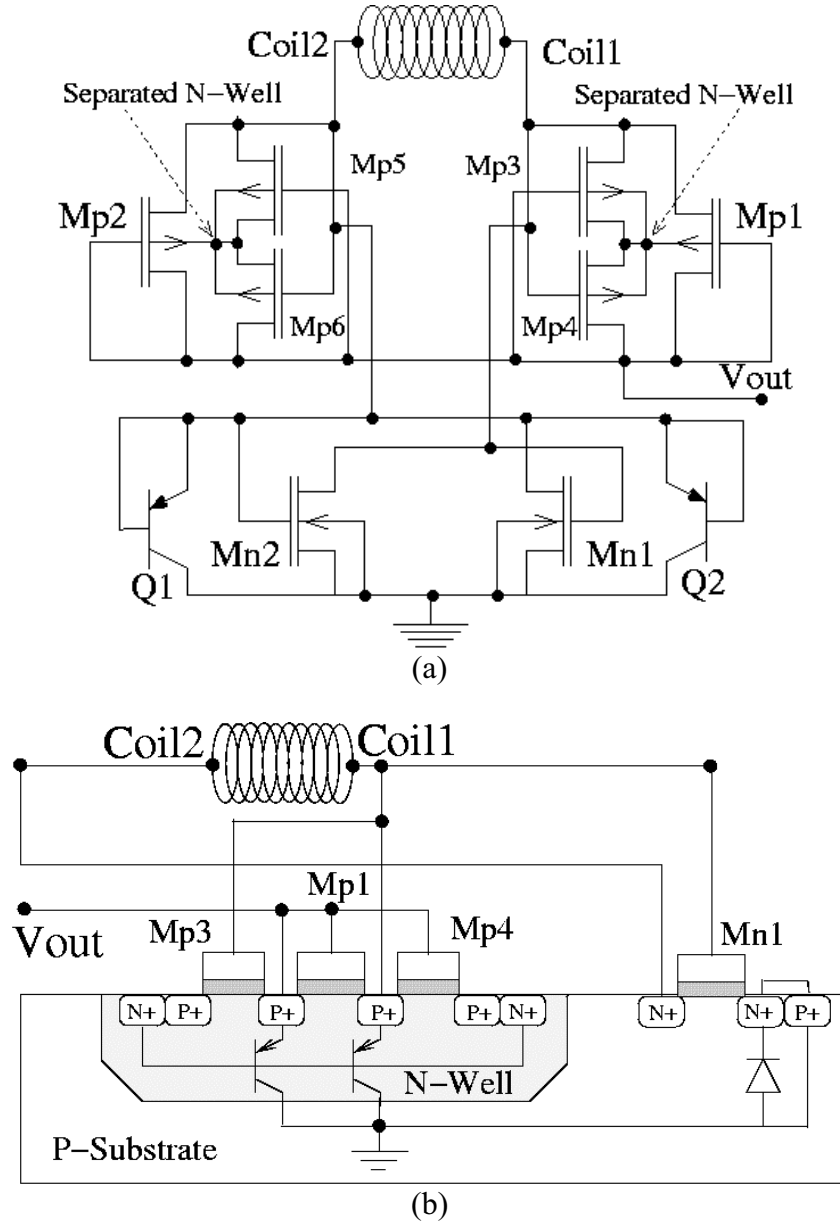 Coil2
Coil1
Separated N-Well
Separated N-Well
Mp5
Mp3
Mp2
Mp1
Mp6
Mp4
Vout
Mn2
Mn1
Q1
Q2
(a)
Coil2
Coil1
Mp1
Vout
Mp3
Mp4
Mn1
N+
P+
P+
P+
P+
N+
N+
N+
P+
N-Well
P-Substrate
(b)